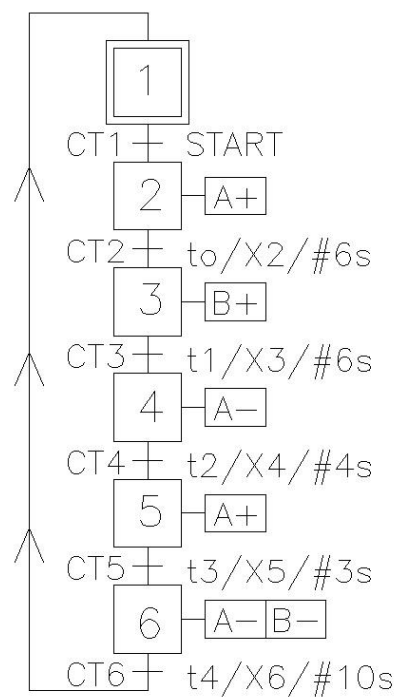 1
CT1 START
2 A+
CT2 to/X2/#6s
3 B+
CT3 t1/X3/#6s
4 A-
CT4 t2/X4/#4s
5 A+
CT5 t3/X5/#3s
6 A- B-
CT6 t4/X6/#10s